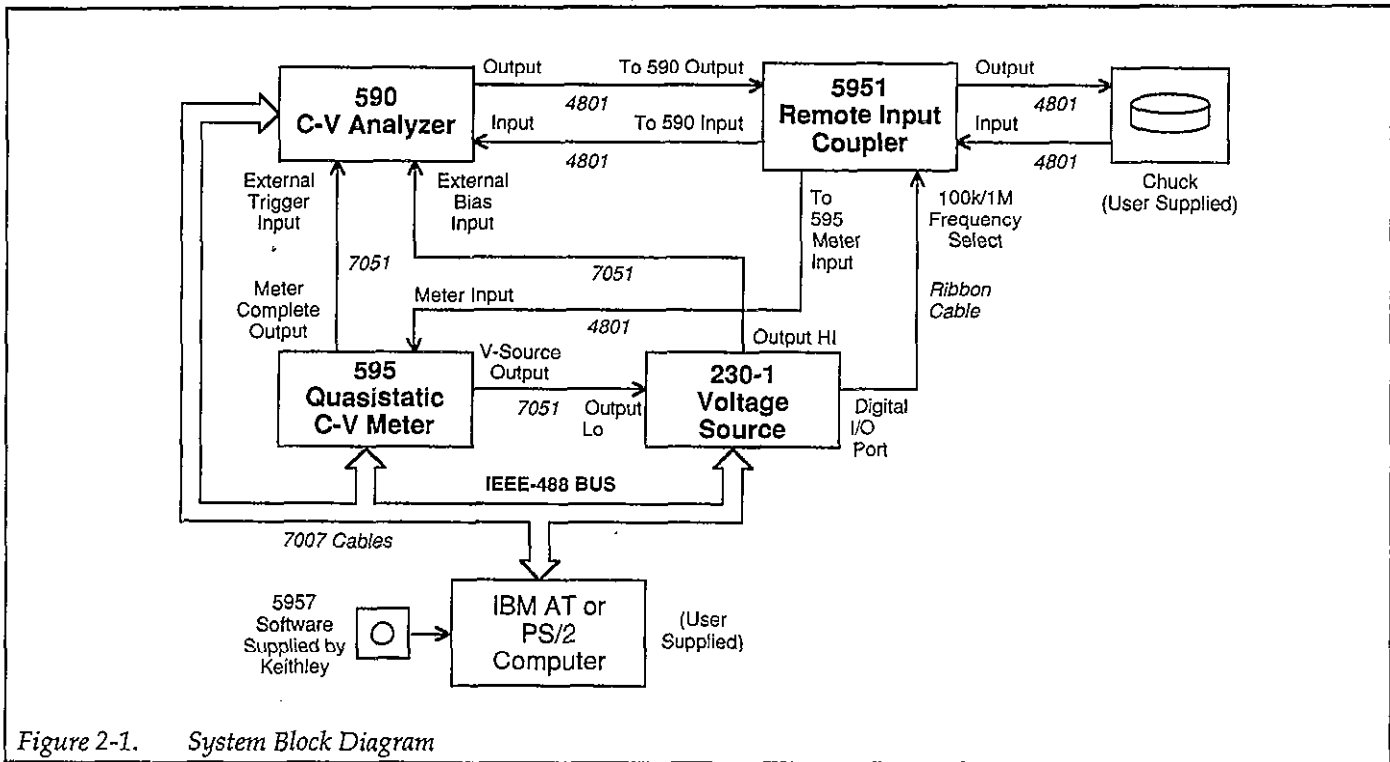 Output
To 590 Output
4801
Input
To 590 Input
4801
590
C-V Analyzer
5951
Remote Input
Coupler
Output
4801
Input
4801
Chuck
(User Supplied)
External
Trigger
Input
External
Bias
Input
To
595
Meter
Input
100k/1M
Frequency
Select
7051
7051
Meter
Complete
Output
Meter Input
4801
Ribbon
Cable
Output HI
595
Quasistatic
C-V Meter
V-Source
Output
7051
Output
Lo
230-1
Voltage
Source
Digital
I/O
Port
IEEE-488 BUS
7007 Cables
5957
Software
Supplied by
Keithley
IBM AT or
PS/2
Computer
(User
Supplied)
Figure 2-1. System Block Diagram